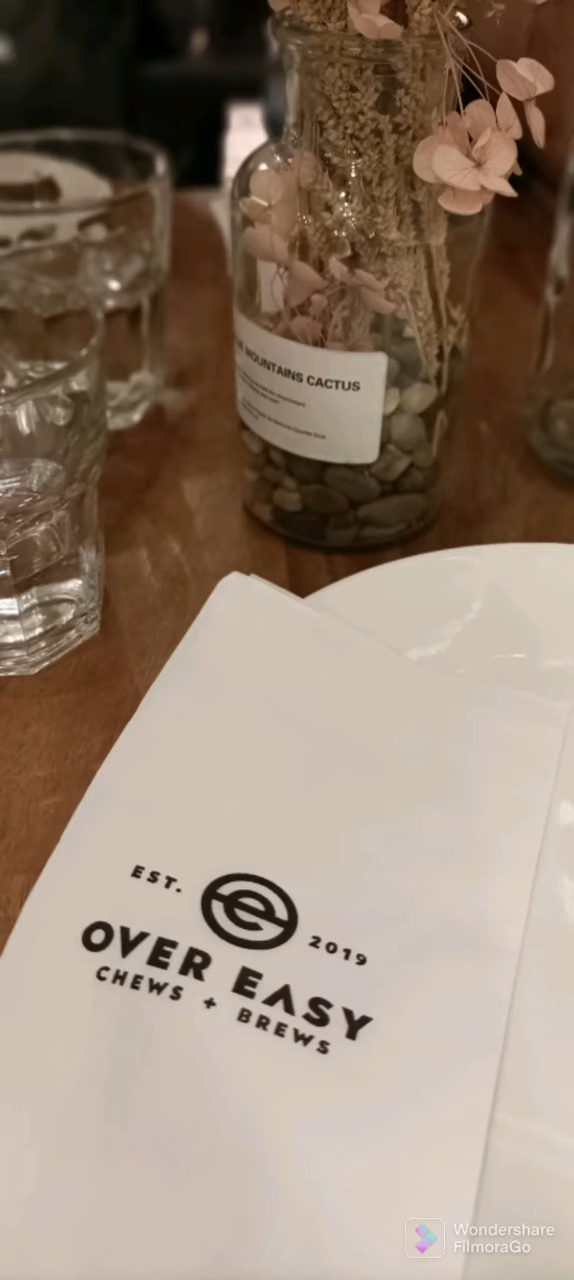 MOUNTAINS CACTUS
EST.
e
2019
OVER EASY
CHEWS + BREWS
Wondershare
FilmoraGo